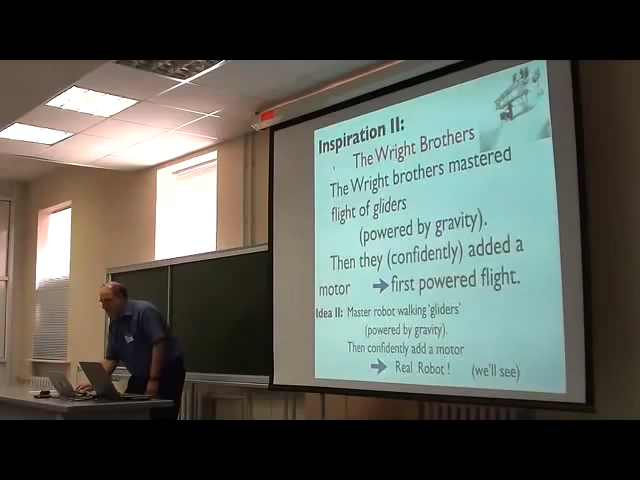 Inspiration II:
The Wright Brothers
The Wright brothers mastered
flight of gliders
(powered by gravity).
Then they (confidently) added a
motor → first powered flight.
Idea II: Master robot walking 'gliders'
(powered by gravity).
Then confidently add a motor
→ Real Robot ! (we'll see)